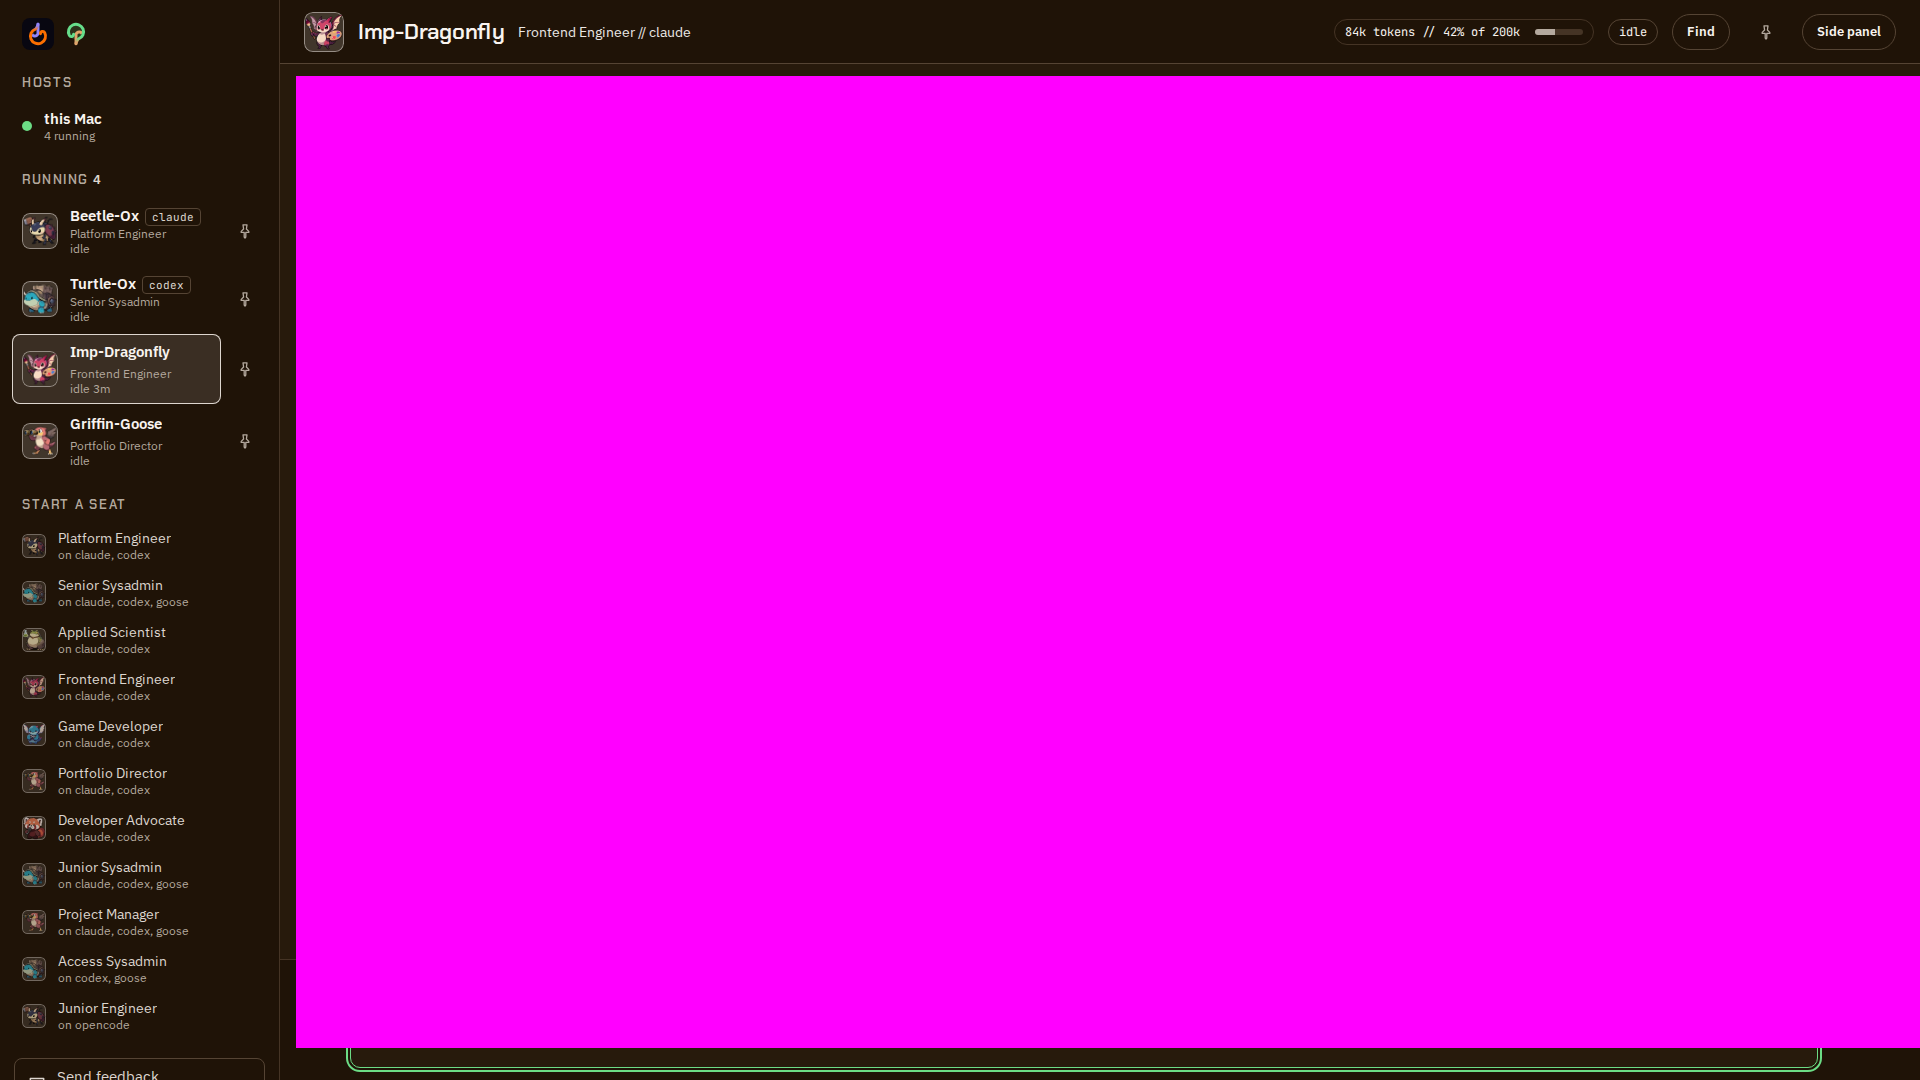 HOSTS
this Mac
4 running
RUNNING 4
Beetle-Ox claude
Platform Engineer
idle
Turtle-Ox codex
Senior Sysadmin
idle
Imp-Dragonfly
Frontend Engineer
idle 3m
Griffin-Goose
Portfolio Director
idle
START A SEAT
Platform Engineer
on claude, codex
Senior Sysadmin
on claude, codex, goose
Applied Scientist
on claude, codex
Frontend Engineer
on claude, codex
Game Developer
on claude, codex
Portfolio Director
on claude, codex
Developer Advocate
on claude, codex
Junior Sysadmin
on claude, codex, goose
Project Manager
on claude, codex, goose
Access Sysadmin
on codex, goose
Junior Engineer
on opencode
Send feedback
Imp-Dragonfly Frontend Engineer // claude
84k tokens // 42% of 200k
idle
Find
Side panel